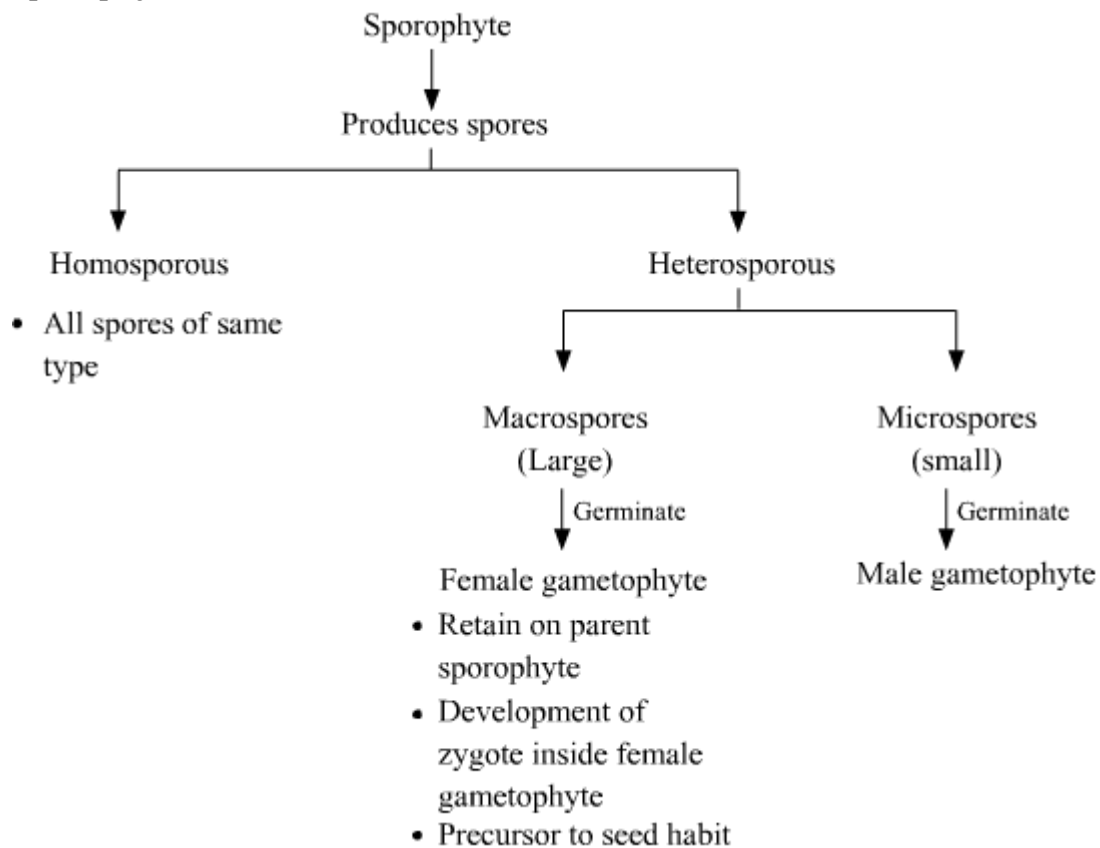 Sporophyte
Produces spores
Homosporous
• All spores of same
type
Heterosporous
Macrospores
(Large)
Germinate
Female gametophyte
• Retain on parent
sporophyte
• Development of
zygote inside female
gametophyte
• Precursor to seed habit
Microspores
(small)
Germinate
Male gametophyte